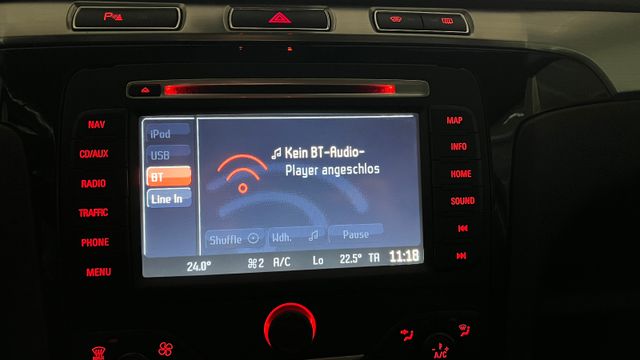 NAV
CD/AUX
RADIO
TRAFFIC
PHONE
MENU
iPod
USB
BT
Line In
Kein BT-Audio-
Player angeschlos
Shuffle
Wdh.
Pause
24.0°
2 A/C
Lo
22.5° TA 11:18
MAP
INFO
HOME
SOUND
A/C